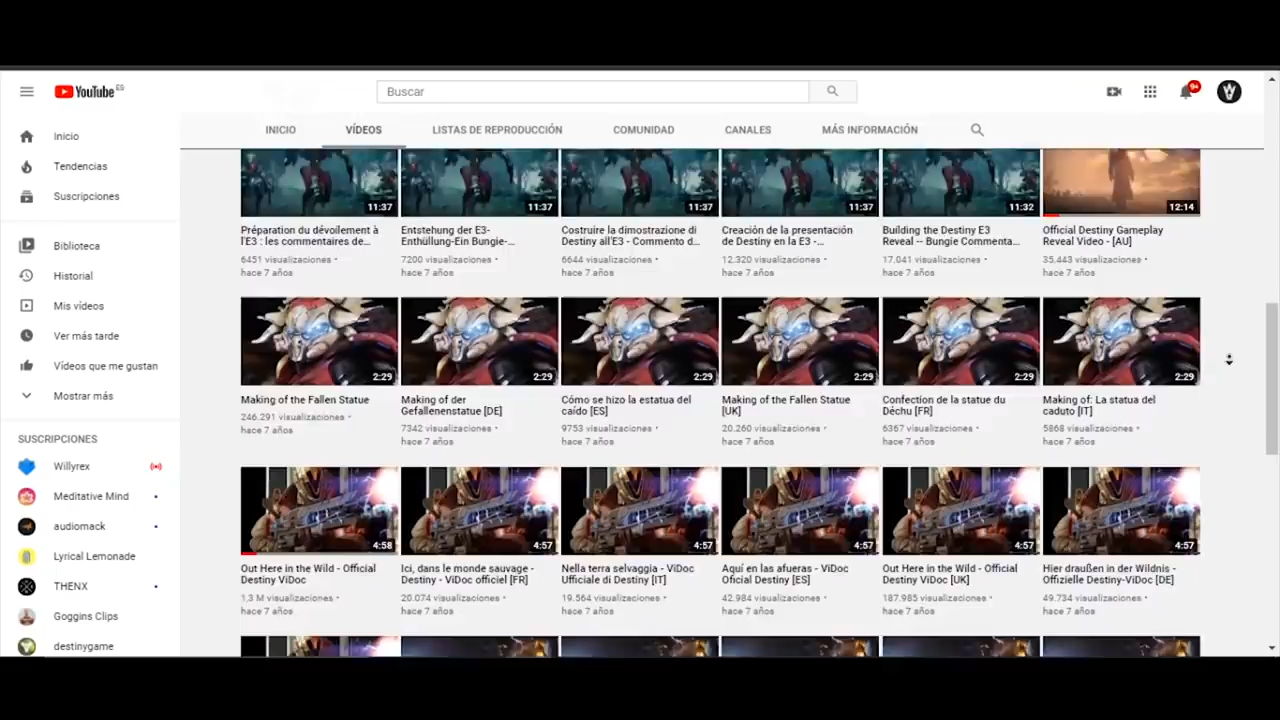 YouTube ES
Buscar
9+
INICIO VÍDEOS LISTAS DE REPRODUCCIÓN COMUNIDAD CANALES MÁS INFORMACIÓN
Inicio
Tendencias
Suscripciones
Biblioteca
Historial
Mis vídeos
Ver más tarde
Vídeos que me gustan
Mostrar más
SUSCRIPCIONES
Willyrex
Meditative Mind
audiomack
Lyrical Lemonade
THENX
Goggins Clips
destinygame
11:37 11:37 11:37 11:37 11:32 12:14
Préparation du dévoilement à
l'E3 : les commentaires de...
6451 visualizaciones •
hace 7 años
Entstehung der E3-
Enthüllung-Ein Bungie-...
7200 visualizaciones •
hace 7 años
Costruire la dimostrazione di
Destiny all'E3 - Commento d...
6644 visualizaciones •
hace 7 años
Creación de la presentación
de Destiny en la E3 -...
12.320 visualizaciones •
hace 7 años
Building the Destiny E3
Reveal -- Bungie Commenta...
17.041 visualizaciones •
hace 7 años
Official Destiny Gameplay
Reveal Video - [AU]
35.443 visualizaciones •
hace 7 años
2:29 2:29 2:29 2:29 2:29 2:29
Making of the Fallen Statue
246.291 visualizaciones •
hace 7 años
Making of der
Gefallenenstatue [DE]
7342 visualizaciones •
hace 7 años
Cómo se hizo la estatua del
caído [ES]
9753 visualizaciones •
hace 7 años
Making of the Fallen Statue
[UK]
20.260 visualizaciones •
hace 7 años
Confection de la statue du
Déchu [FR]
6367 visualizaciones •
hace 7 años
Making of: La statua del
caduto [IT]
5868 visualizaciones •
hace 7 años
4:58 4:57 4:57 4:57 4:57 4:57
Out Here in the Wild - Official
Destiny ViDoc
1,3 M visualizaciones •
hace 7 años
Ici, dans le monde sauvage -
Destiny - ViDoc officiel [FR]
20.074 visualizaciones •
hace 7 años
Nella terra selvaggia - ViDoc
Ufficiale di Destiny [IT]
19.564 visualizaciones •
hace 7 años
Aquí en las afueras - ViDoc
Oficial Destiny [ES]
42.984 visualizaciones •
hace 7 años
Out Here in the Wild - Official
Destiny ViDoc [UK]
187.985 visualizaciones •
hace 7 años
Hier draußen in der Wildnis -
Offizielle Destiny-ViDoc [DE]
49.734 visualizaciones •
hace 7 años